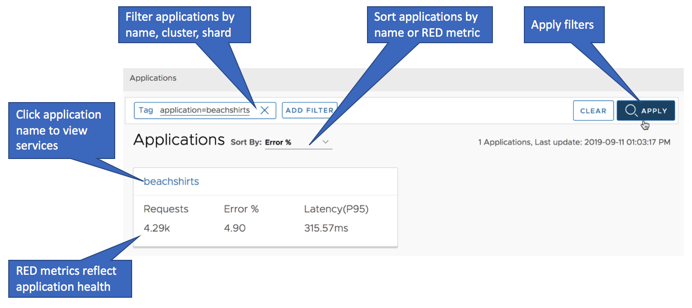 Filter applications by
name, cluster, shard
Sort applications by
name or RED metric
Apply filters
Applications
Tag application=beachshirts
ADD FILTER
CLEAR
APPLY
Click application
name to view
services
Applications Sort By: Error %
1 Applications, Last update: 2019-09-11 01:03:17 PM
beachshirts
Requests Error % Latency(P95)
4.29k 4.90 315.57ms
RED metrics reflect
application health